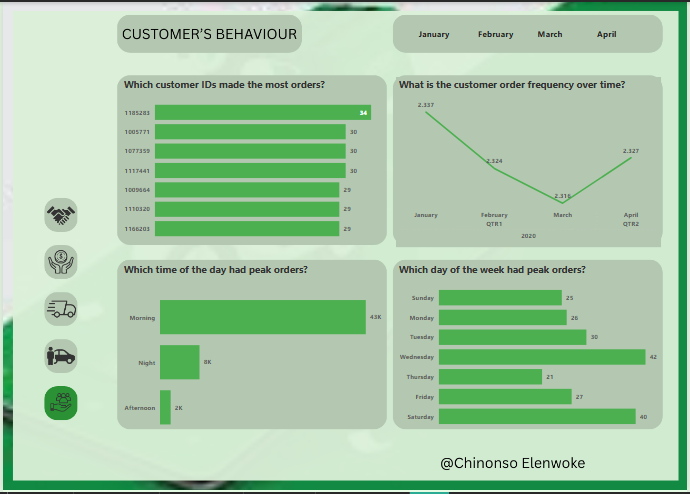 CUSTOMER'S BEHAVIOUR
January February March April
Which customer IDs made the most orders?
1185283 34
1005771 30
1077359 30
1117441 30
1009664 29
1110320 29
1166203 29
What is the customer order frequency over time?
2.337
2.324
2.316
2.327
January February March April
QTR1 QTR2
2020
Which time of the day had peak orders?
Morning 43K
Night 8K
Afternoon 2K
Which day of the week had peak orders?
Sunday 25
Monday 26
Tuesday 30
Wednesday 42
Thursday 21
Friday 27
Saturday 40
@Chinonso Elenwoke